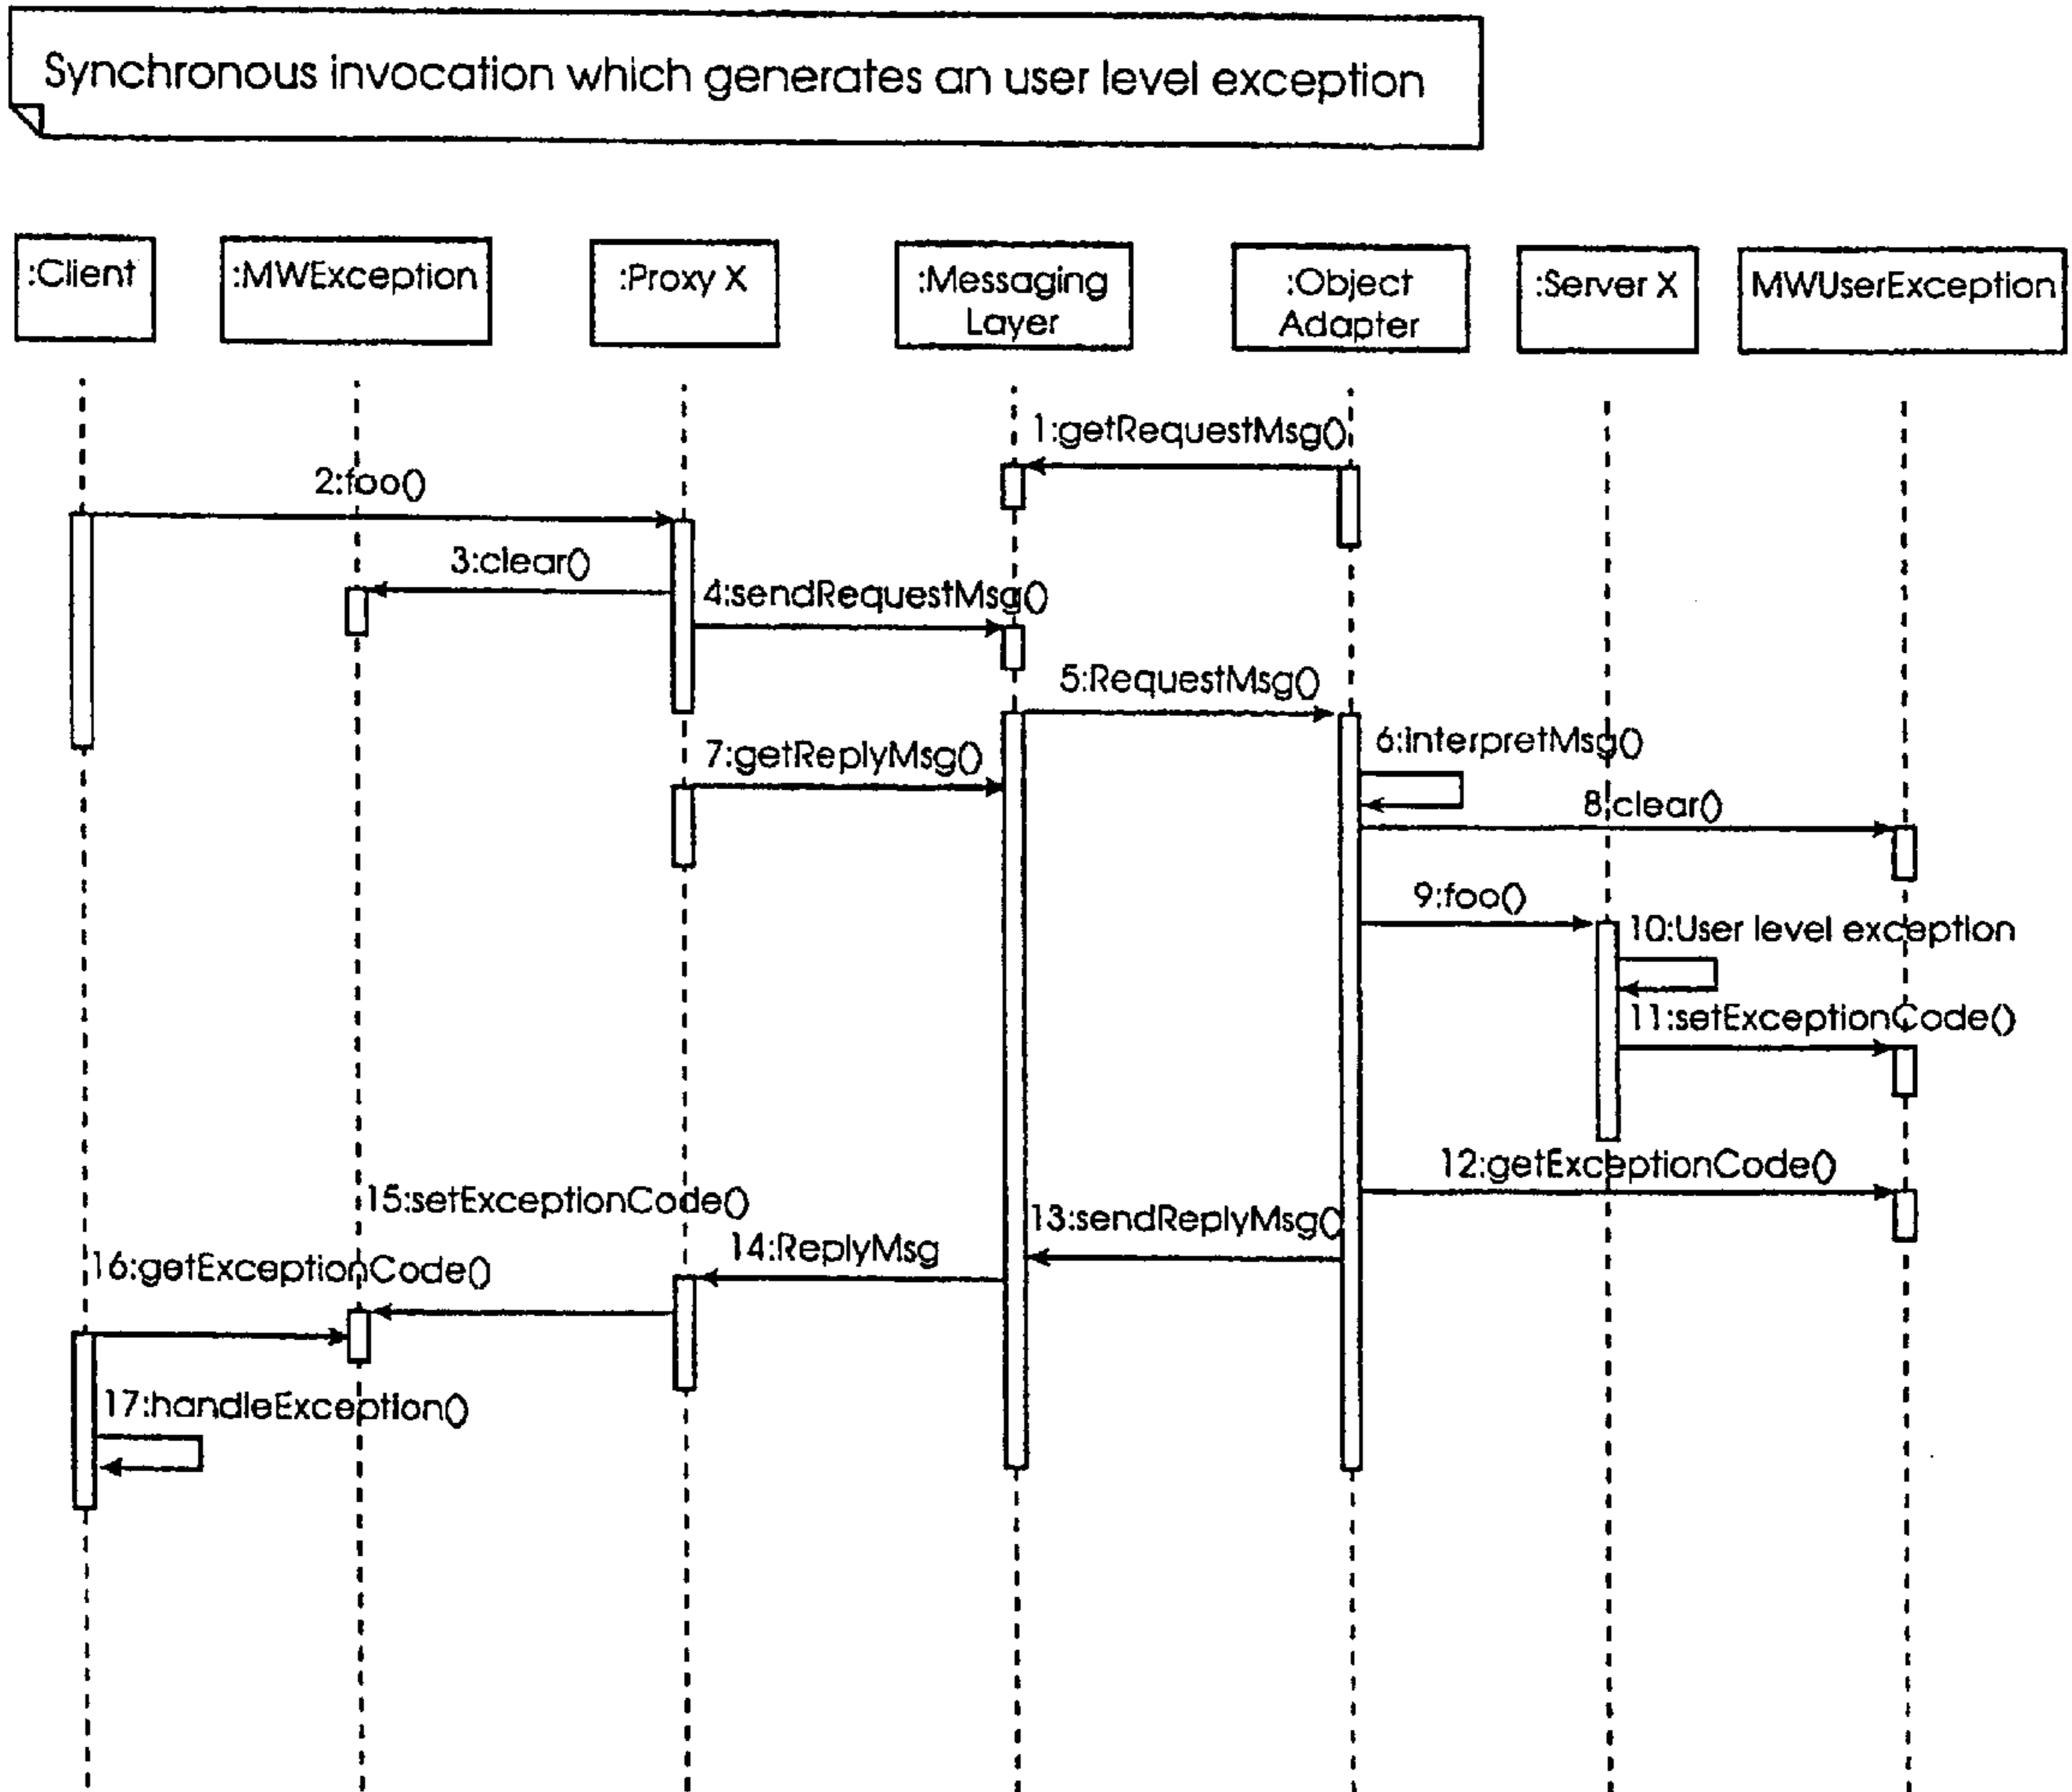 Synchronous invocation which generates an user level exception
:Client
:MWException
:Proxy X
:Messaging
Layer
:Object
Adapter
:Server X
MWUserException
1:getRequestMsg()
2:foo()
3:clear()
4:sendRequestMsg()
5:RequestMsg()
6:interpretMsg()
7:getReplyMsg()
8:clear()
9:foo()
10:User level exception
11:setExceptionCode()
12:getExceptionCode()
15:setExceptionCode()
13:sendReplyMsg()
14:ReplyMsg
16:getExceptionCode()
17:handleException()